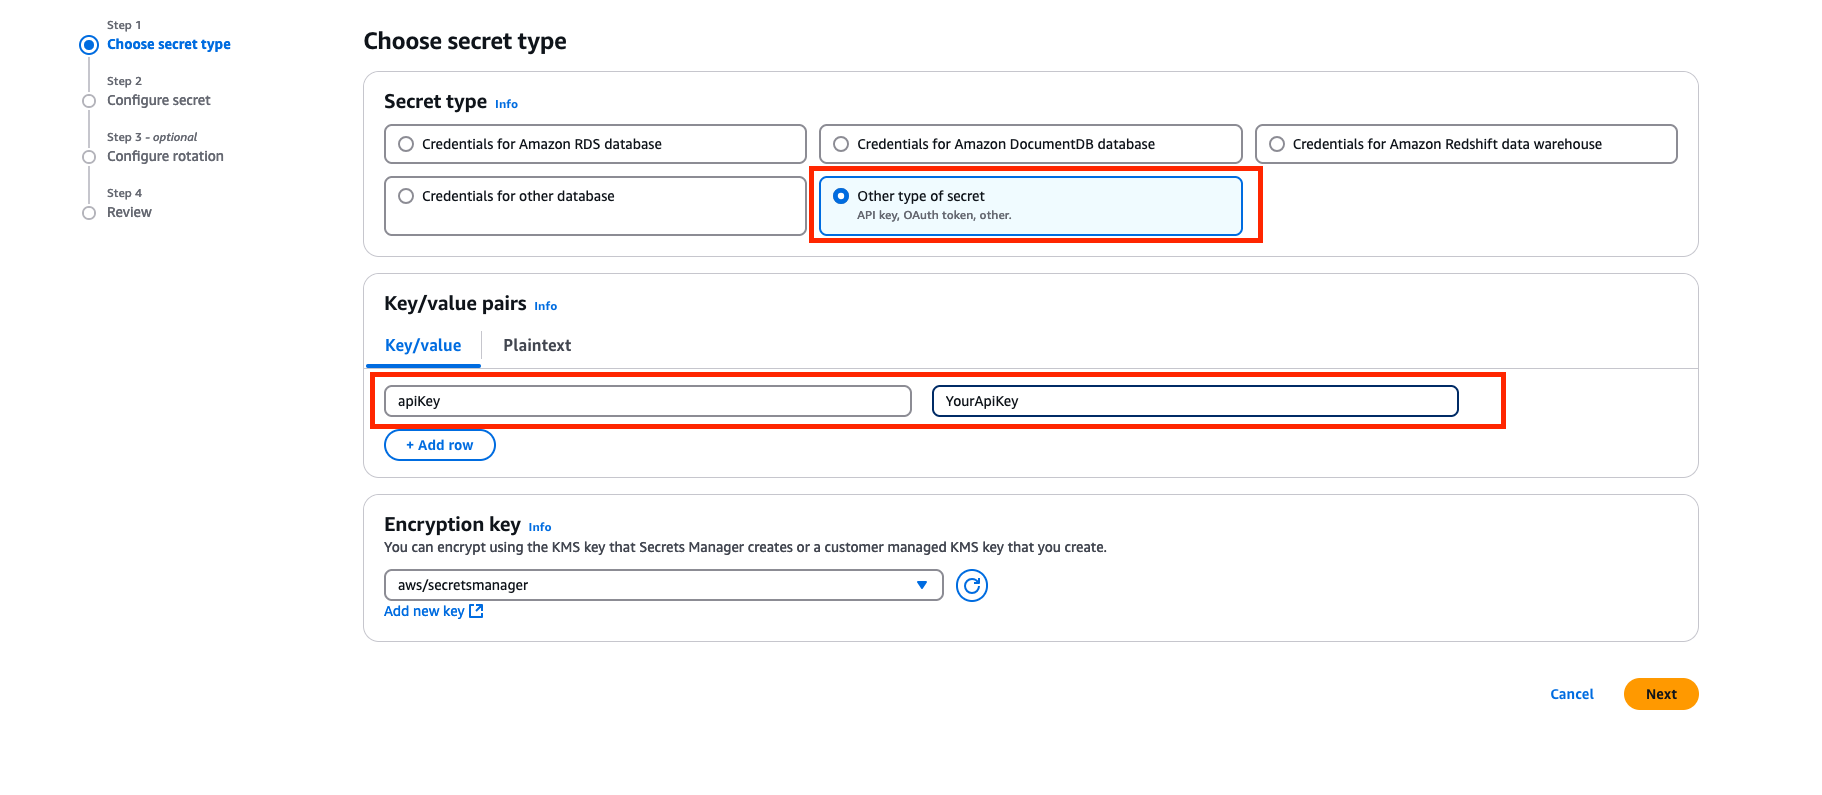 Step 1
Choose secret type
Step 2
Configure secret
Step 3 - optional
Configure rotation
Step 4
Review
Choose secret type
Secret type Info
Credentials for Amazon RDS database
Credentials for Amazon DocumentDB database
Credentials for Amazon Redshift data warehouse
Credentials for other database
Other type of secret
API key, OAuth token, other.
Key/value pairs Info
Key/value Plaintext
apiKey YourApiKey
+ Add row
Encryption key Info
You can encrypt using the KMS key that Secrets Manager creates or a customer managed KMS key that you create.
aws/secretsmanager
Add new key
Cancel Next